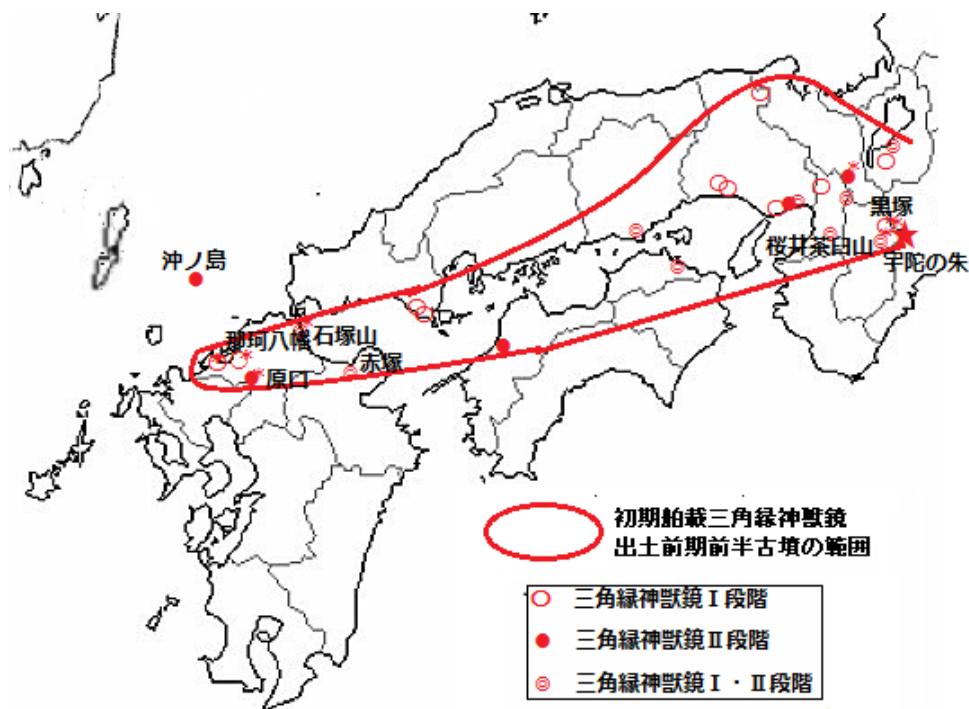 黒塚
桜井茶臼山
宇陀の朱
沖ノ島
那珂八幡
石塚山
赤塚
原口
初期舶載三角縁神獣鏡
出土前期前半古墳の範囲
三角縁神獣鏡Ⅰ段階
三角縁神獣鏡Ⅱ段階
三角縁神獣鏡Ⅰ・Ⅱ段階